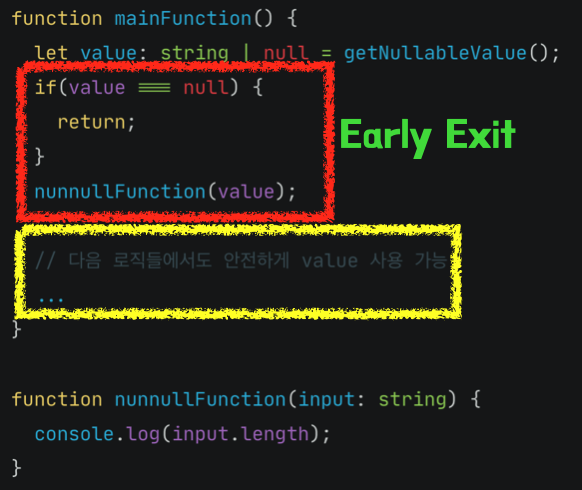 function mainFunction() {
let value: string | null = getNullableValue();
if(value === null) {
return;
}
Early Exit
nunnullFunction(value);
// 다음 로직들에서도 안전하게 value 사용 가능
...
}
function nunnullFunction(input: string) {
console.log(input.length);
}